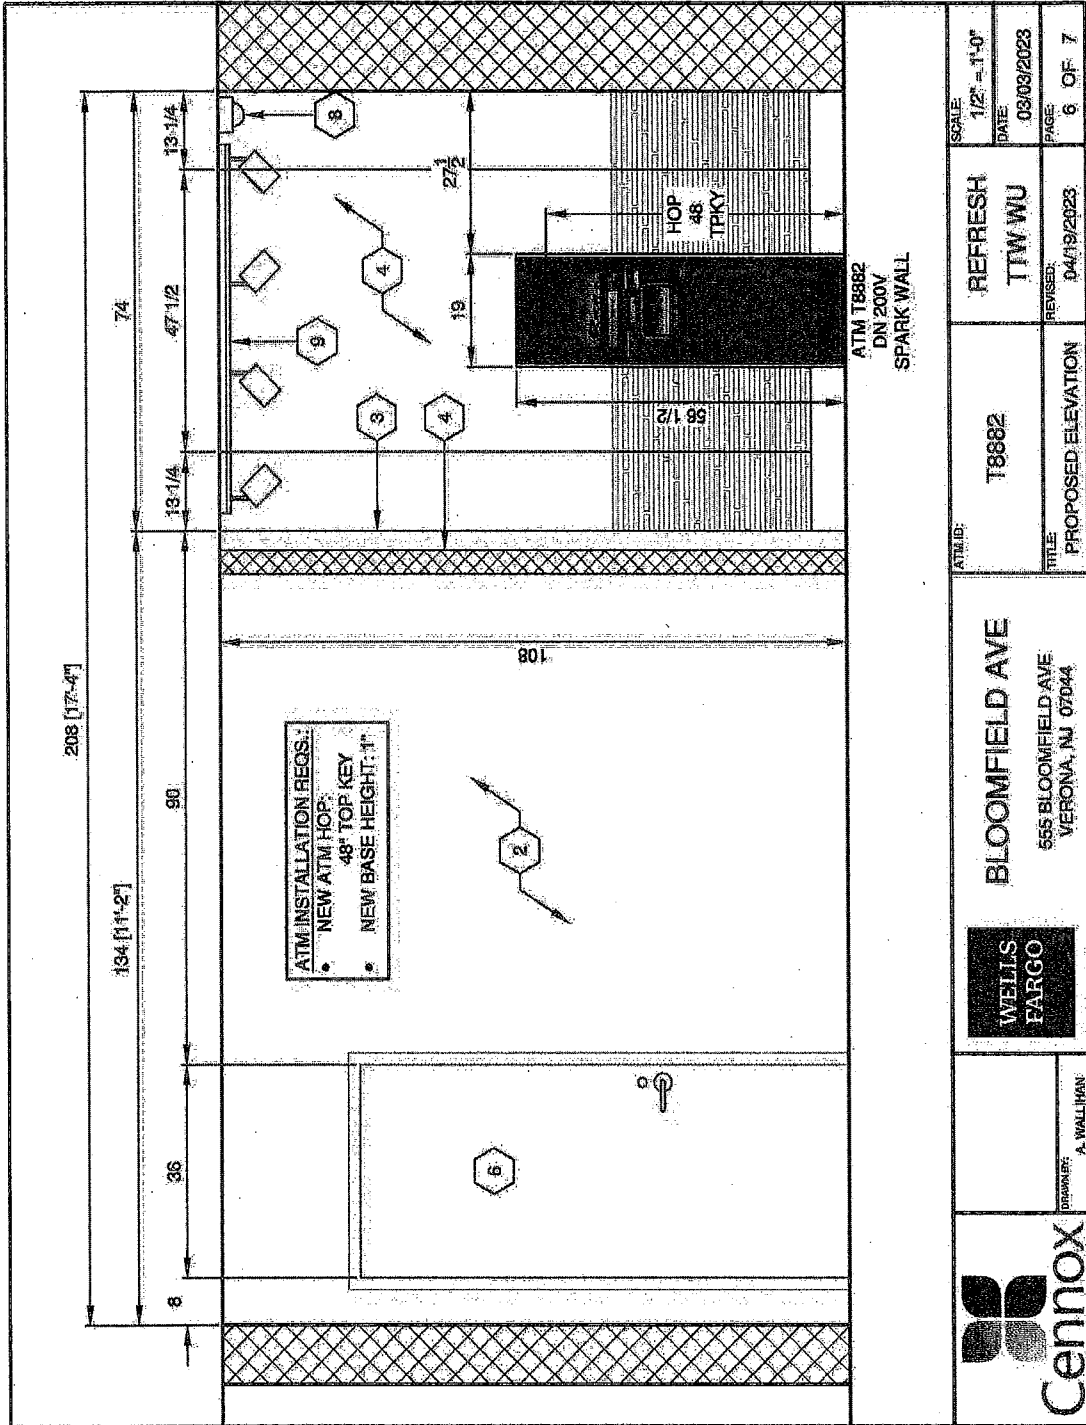 208 [17'-4"]
134 [11'-2"]
74
8
36
90
13 1/4
47 1/2
13 1/4
8
9
4
3
4
27 1/2
19
HOP
48
TPKY
56 1/2
108
ATM INSTALLATION REQS.:
• NEW ATM HOP:
48" TOP KEY
• NEW BASE HEIGHT: 1"
2
6
ATM T8882
DN 200V
SPARK WALL
Cennox
DRAWN BY:
A. WALLIHAN
WELLS
FARGO
BLOOMFIELD AVE
555 BLOOMFIELD AVE
VERONA, NJ 07044
ATM ID:
T8882
TITLE:
PROPOSED ELEVATION
REFRESH
TTW WU
REVISED:
04/19/2023
SCALE:
1/2" = 1'-0"
DATE:
03/03/2023
PAGE:
6 OF 7